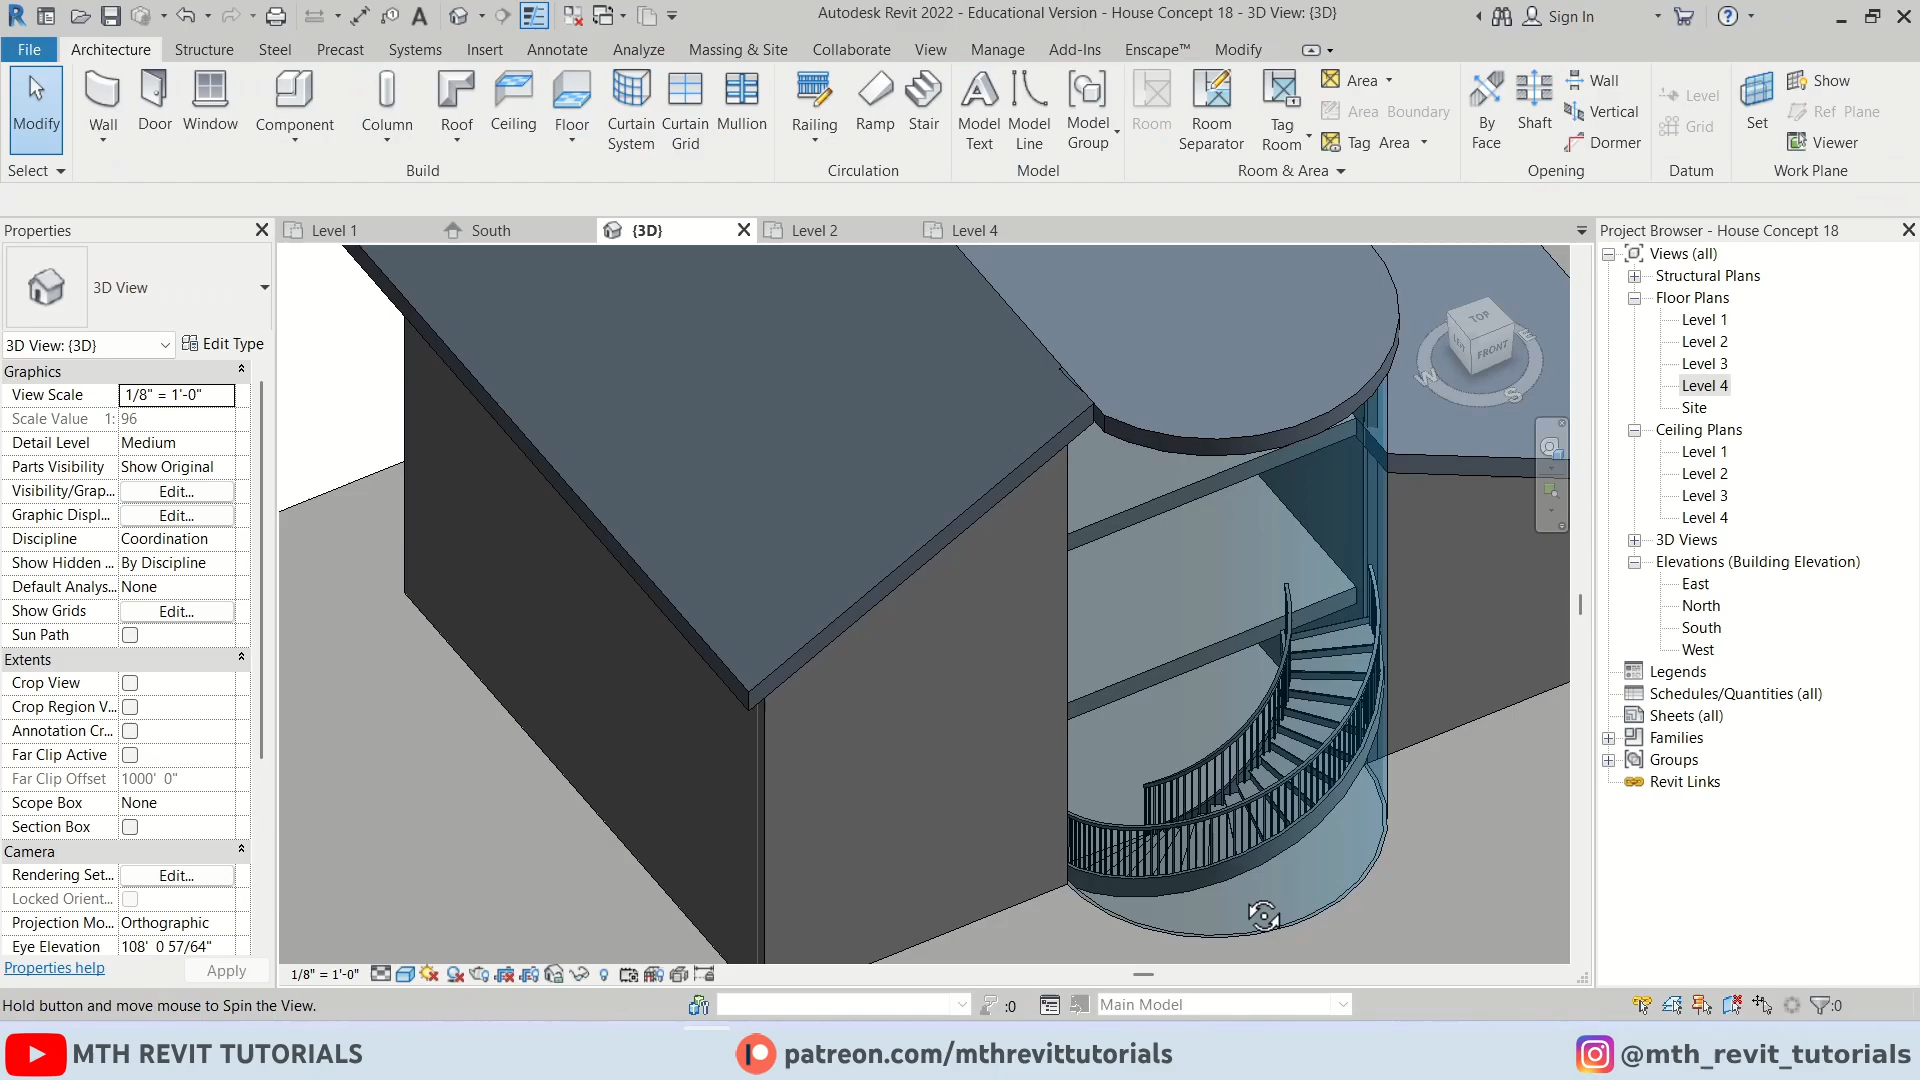 Autodesk Revit 2022 - Educational Version - House Concept 18 - 3D View: {3D}
Sign In
File
Architecture
Structure
Steel
Precast
Systems
Insert
Annotate
Analyze
Massing & Site
Collaborate
View
Manage
Add-Ins
Enscape™
Modify
Modify
Wall
Door
Window
Component
Column
Roof
Ceiling
Floor
Curtain System
Curtain Grid
Mullion
Railing
Ramp
Stair
Model Text
Model Line
Model Group
Room
Room Separator
Tag Room
Area
Area Boundary
Tag Area
By Face
Shaft
Wall
Vertical
Dormer
Level
Grid
Set
Show
Ref Plane
Viewer
Select
Build
Circulation
Model
Room & Area
Opening
Datum
Work Plane
Properties
Level 1
South
{3D}
Level 2
Level 4
Project Browser - House Concept 18
3D View
3D View: {3D}
Edit Type
Graphics
View Scale 1/8" = 1'-0"
Scale Value 1: 96
Detail Level Medium
Parts Visibility Show Original
Visibility/Grap... Edit...
Graphic Displ... Edit...
Discipline Coordination
Show Hidden ... By Discipline
Default Analys... None
Show Grids Edit...
Sun Path
Extents
Crop View
Crop Region V...
Annotation Cr...
Far Clip Active
Far Clip Offset 1000' 0"
Scope Box None
Section Box
Camera
Rendering Set... Edit...
Locked Orient...
Projection Mo... Orthographic
Eye Elevation 108' 0 57/64"
Properties help
Apply
TOP
LEFT
FRONT
W
S
E
Views (all)
Structural Plans
Floor Plans
Level 1
Level 2
Level 3
Level 4
Site
Ceiling Plans
Level 1
Level 2
Level 3
Level 4
3D Views
Elevations (Building Elevation)
East
North
South
West
Legends
Schedules/Quantities (all)
Sheets (all)
Families
Groups
Revit Links
1/8" = 1'-0"
Hold button and move mouse to Spin the View.
:0
Main Model
:0
MTH REVIT TUTORIALS
patreon.com/mthrevittutorials
@mth_revit_tutorials